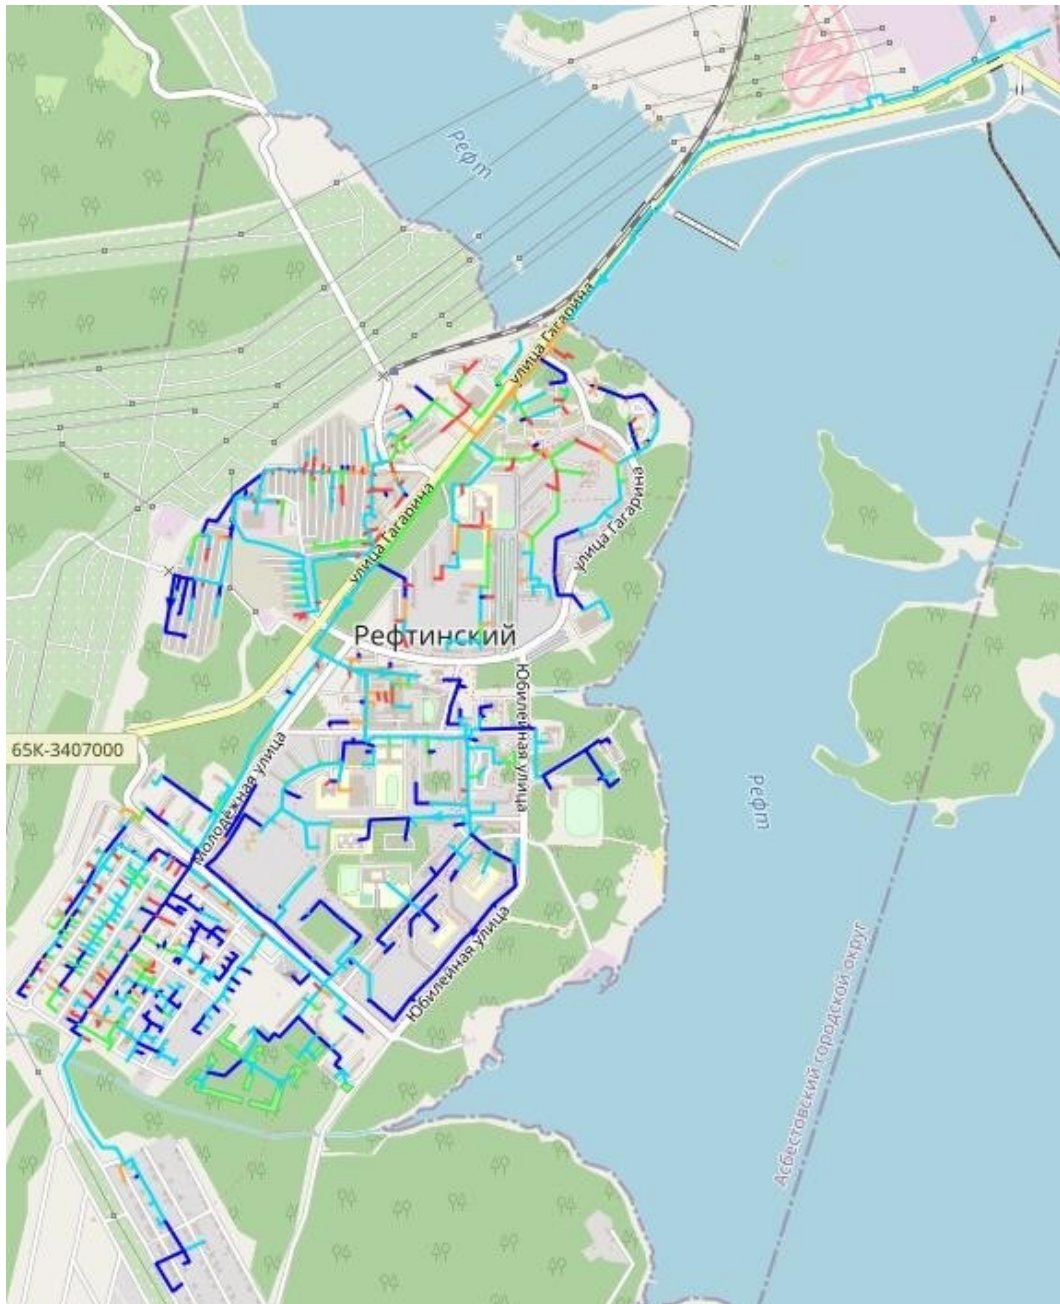 Рефт
улица Гагарина
улица Гагарина
улица Гагарина
Рефтинский
Юбилейная улица
65К-3407000
Молодёжная улица
Рефт
Юбилейная улица
Асбестовский городской округ